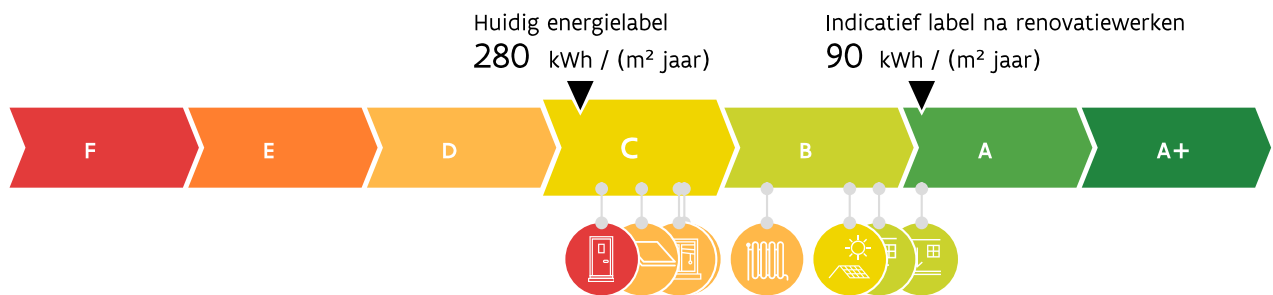 Huidig energielabel
280 kWh / (m² jaar)
Indicatief label na renovatiewerken
90 kWh / (m² jaar)
F E D C B A A+